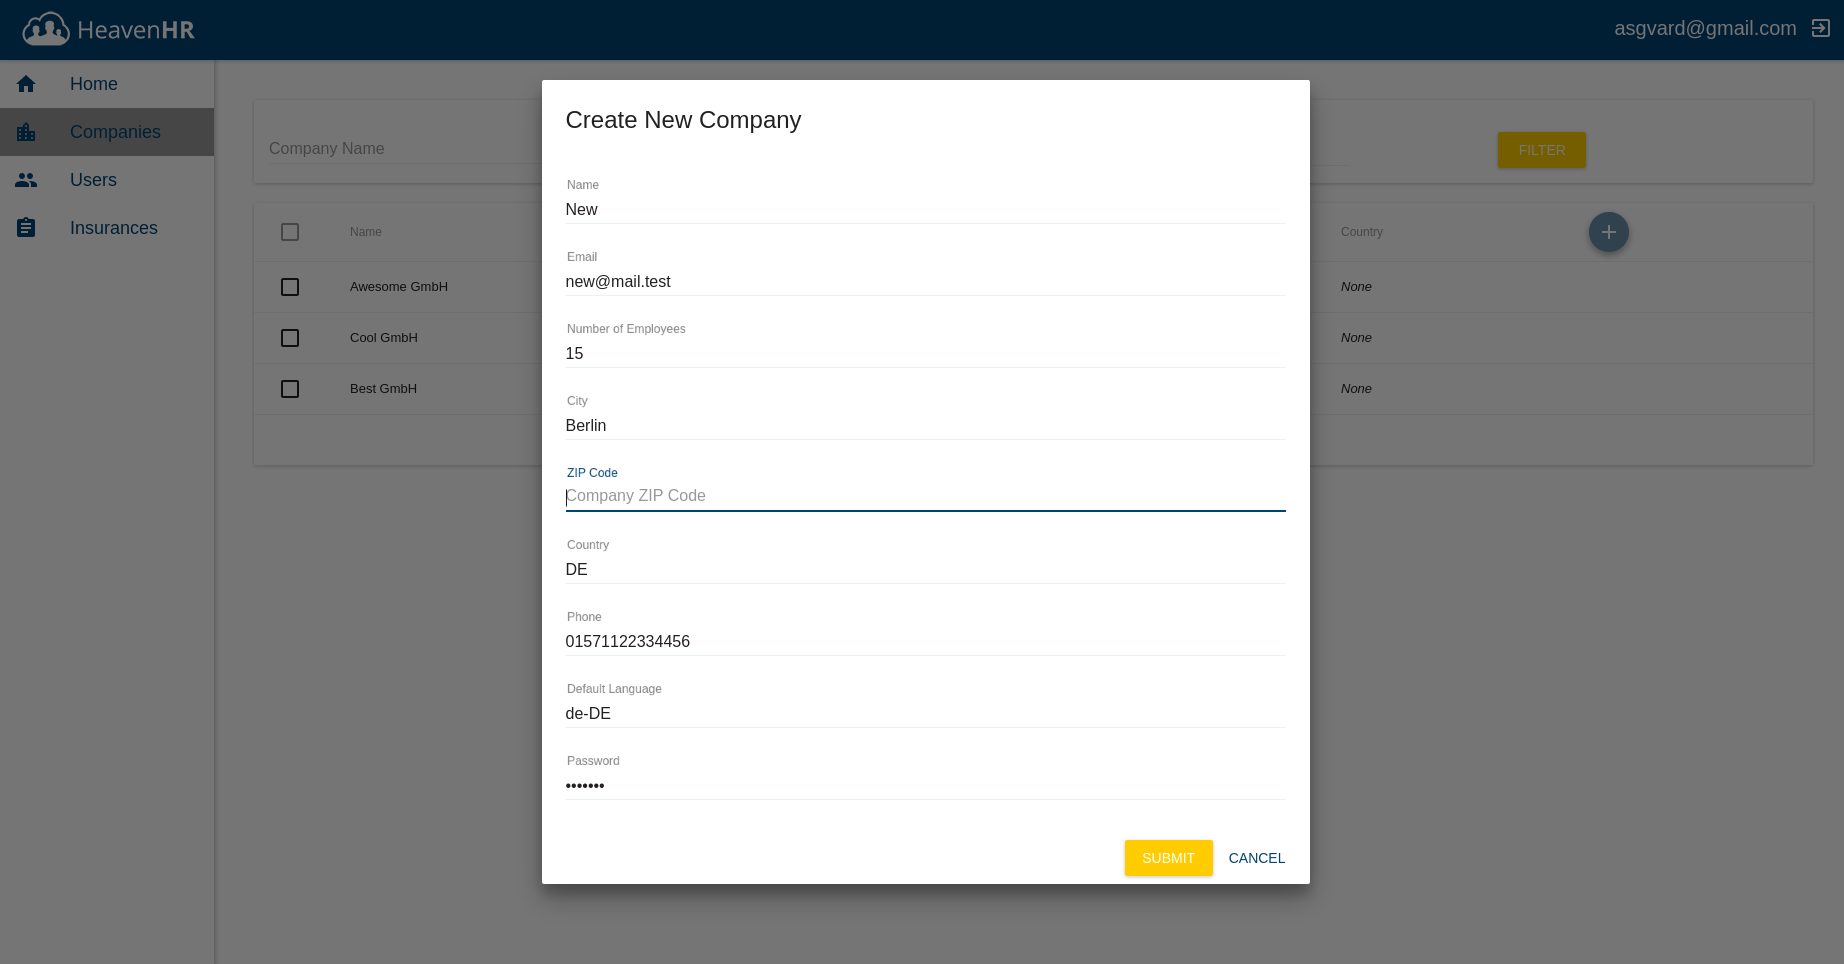 HeavenHR
asgvard@gmail.com
Home
Companies
Users
Insurances
Company Name
FILTER
Name
Country
Awesome GmbH
None
Cool GmbH
None
Best GmbH
None
Create New Company
Name
New
Email
new@mail.test
Number of Employees
15
City
Berlin
ZIP Code
Company ZIP Code
Country
DE
Phone
01571122334456
Default Language
de-DE
Password
•••••••
SUBMIT
CANCEL